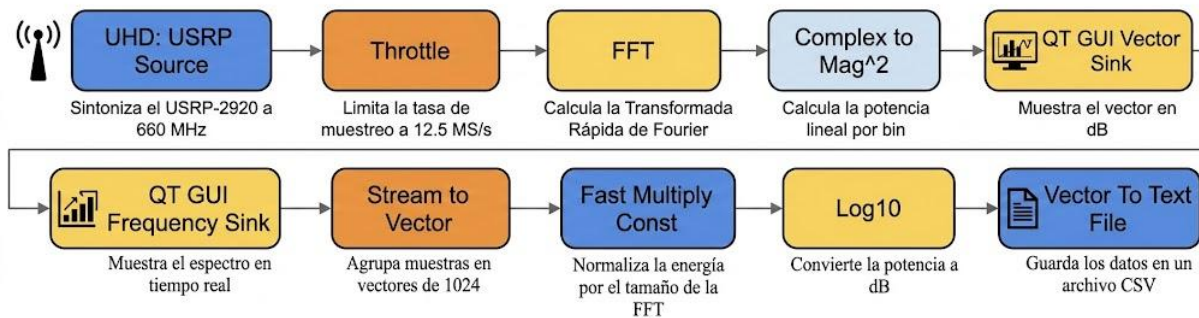 UHD: USRP
Source
Throttle
FFT
Complex to
Mag^2
QT GUI Vector
Sink
Sintoniza el USRP-2920 a
660 MHz
Limita la tasa de
muestreo a 12.5 MS/s
Calcula la Transformada
Rápida de Fourier
Calcula la potencia
lineal por bin
Muestra el vector en
dB
QT GUI
Frequency Sink
Stream to
Vector
Fast Multiply
Const
Log10
Vector To Text
File
Muestra el espectro en
tiempo real
Agrupa muestras en
vectores de 1024
Normaliza la energía
por el tamaño de la
FFT
Convierte la potencia a
dB
Guarda los datos en un
archivo CSV